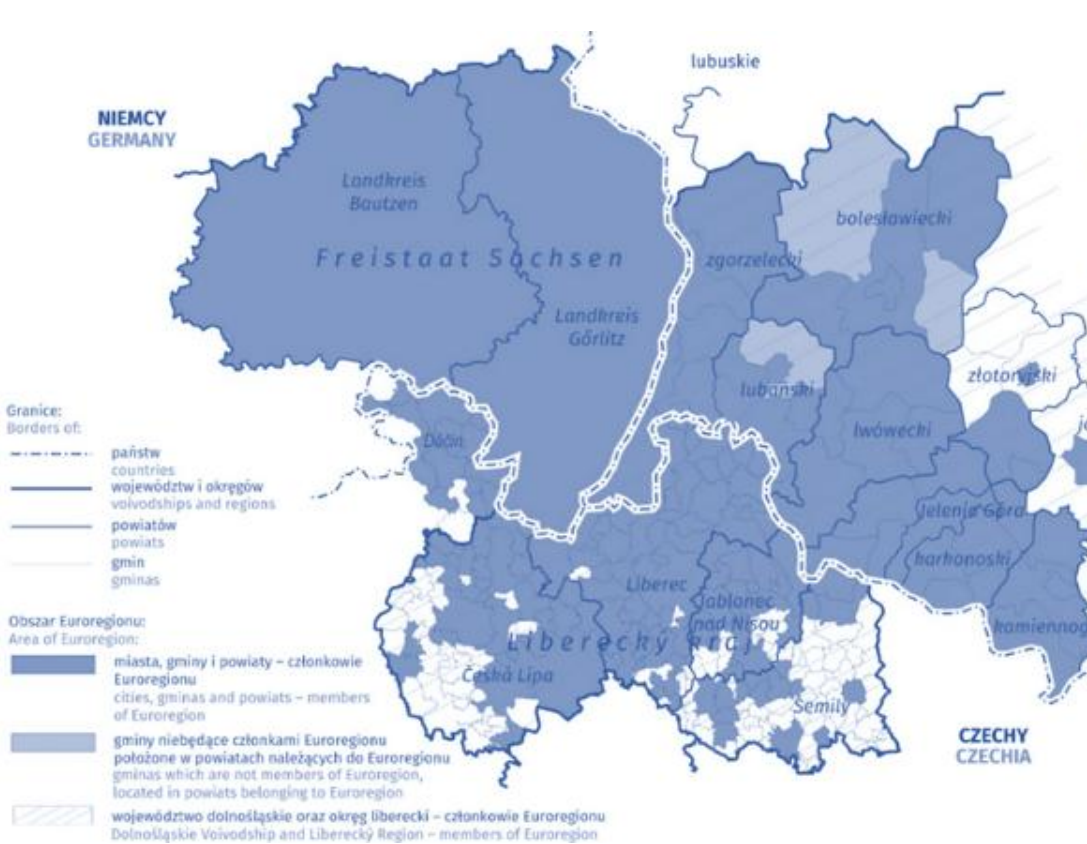 lubuskie
NIEMCY
GERMANY
Landkreis
Bautzen
bolesławiecki
Freistaat Sachsen
zgorzelecki
Landkreis
Görlitz
złotoryjski
lubański
Granice:
Borders of:
lwówecki
Děčín
państw
countries
województw i okręgów
voivodships and regions
Jelenia Góra
powiatów
powiats
karkonoski
gmin
gminas
Liberec
Jablonec
nad Nisou
kamiennog
Obszar Euroregionu:
Area of Euroregion:
Liberecký kraj
miasta, gminy i powiaty – członkowie
Euroregionu
cities, gminas and powiats – members
of Euroregion
Česká Lípa
Semily
gminy niebędące członkami Euroregionu
położone w powiatach należących do Euroregionu
gminas which are not members of Euroregion,
located in powiats belonging to Euroregion
CZECHY
CZECHIA
województwo dolnośląskie oraz okręg liberecki – członkowie Euroregionu
Dolnośląskie Voivodship and Liberecký Region – members of Euroregion